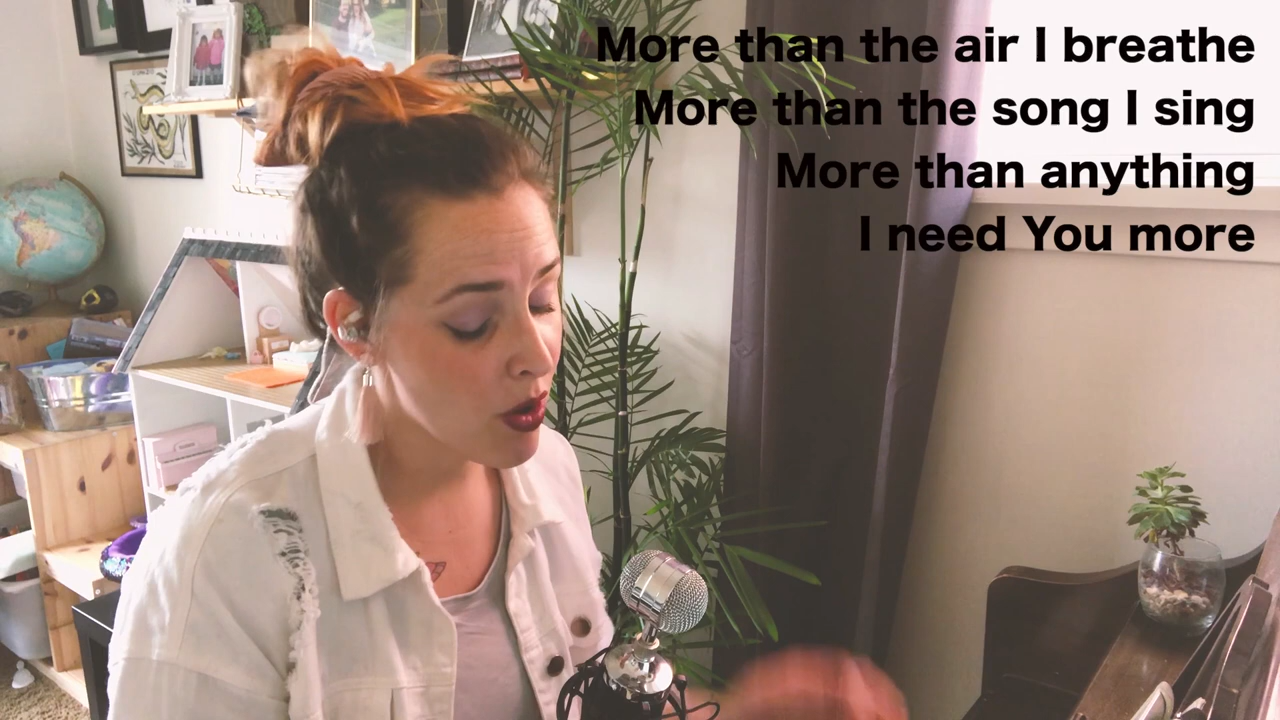 More than the air I breathe
More than the song I sing
More than anything
I need You more